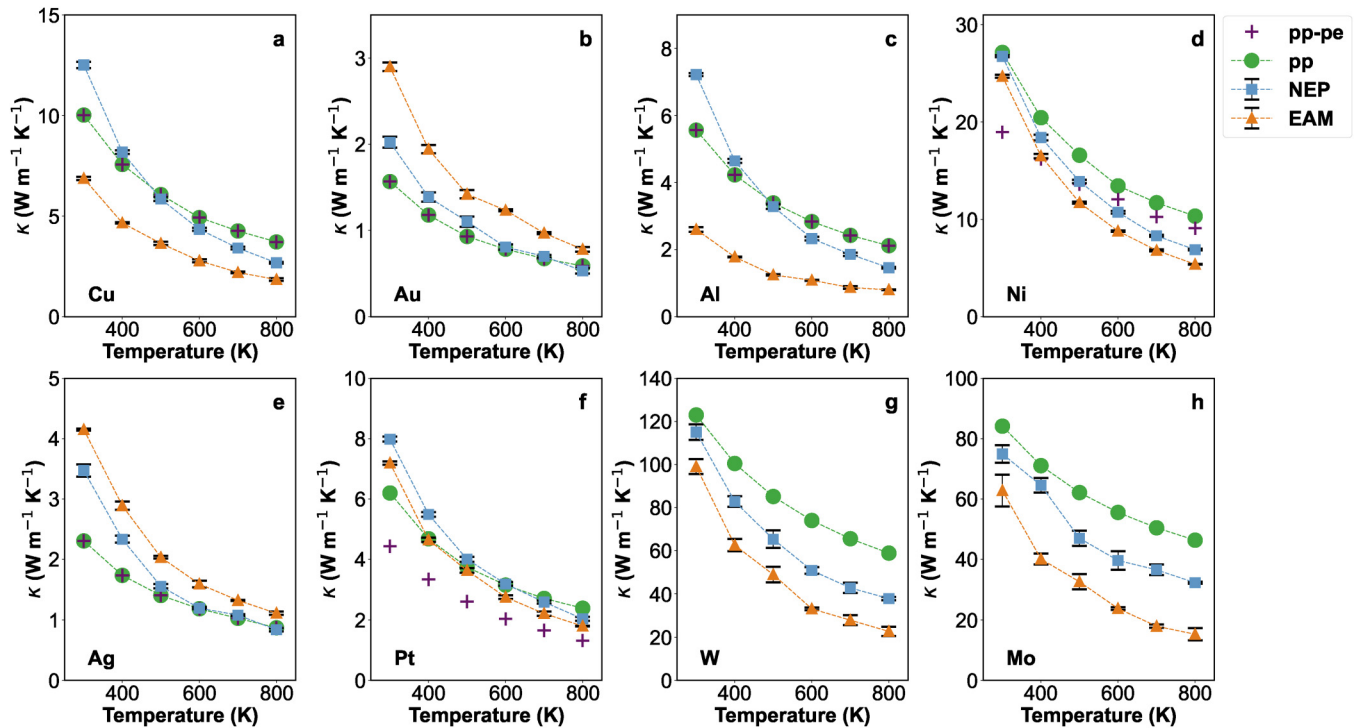 a
κ (W m⁻¹ K⁻¹)
15
10
5
0
400
600
800
Cu
Temperature (K)
b
κ (W m⁻¹ K⁻¹)
3
2
1
0
400
600
800
Au
Temperature (K)
c
κ (W m⁻¹ K⁻¹)
8
6
4
2
0
400
600
800
Al
Temperature (K)
d
κ (W m⁻¹ K⁻¹)
30
20
10
0
400
600
800
Ni
Temperature (K)
pp-pe
pp
NEP
EAM
e
κ (W m⁻¹ K⁻¹)
5
4
3
2
1
0
400
600
800
Ag
Temperature (K)
f
κ (W m⁻¹ K⁻¹)
10
8
6
4
2
0
400
600
800
Pt
Temperature (K)
g
κ (W m⁻¹ K⁻¹)
140
120
100
80
60
40
20
0
400
600
800
W
Temperature (K)
h
κ (W m⁻¹ K⁻¹)
100
80
60
40
20
0
400
600
800
Mo
Temperature (K)